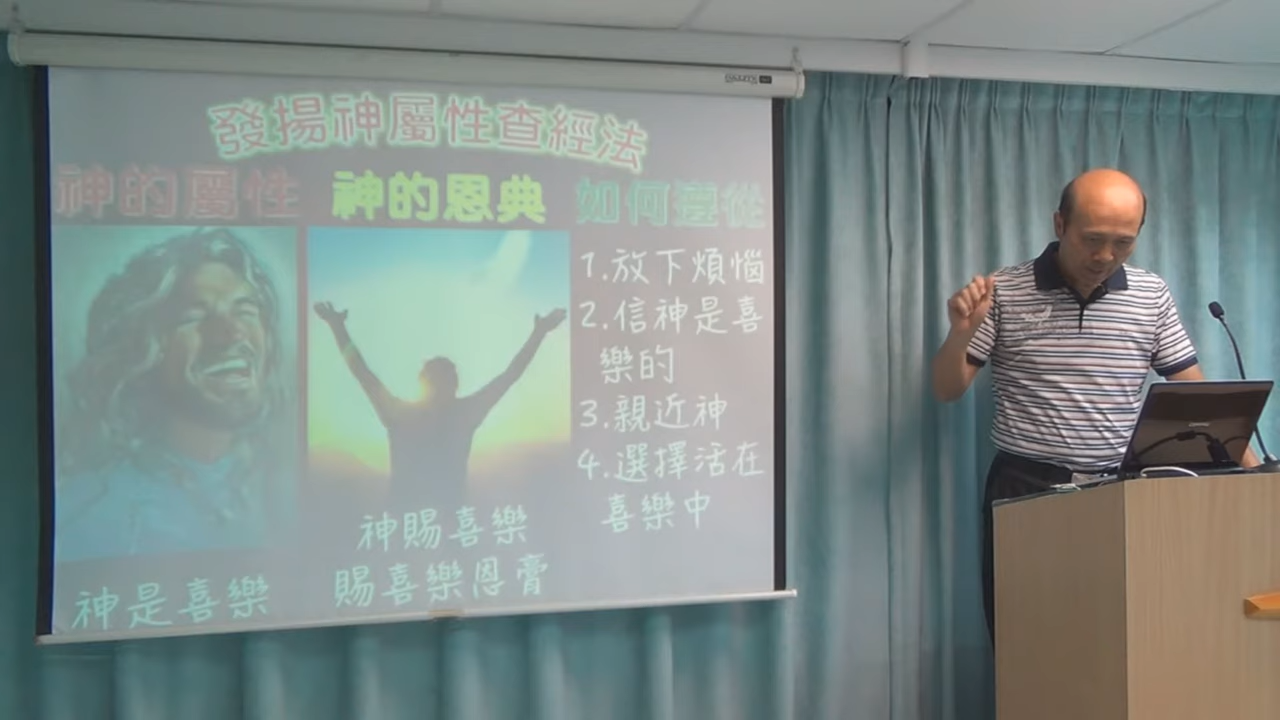 發揚神屬性查經法
神的屬性 神的恩典 如何遵從
1.放下煩惱
2.信神是喜
樂的
3.親近神
4.選擇活在
喜樂中
神賜喜樂
賜喜樂恩膏
神是喜樂